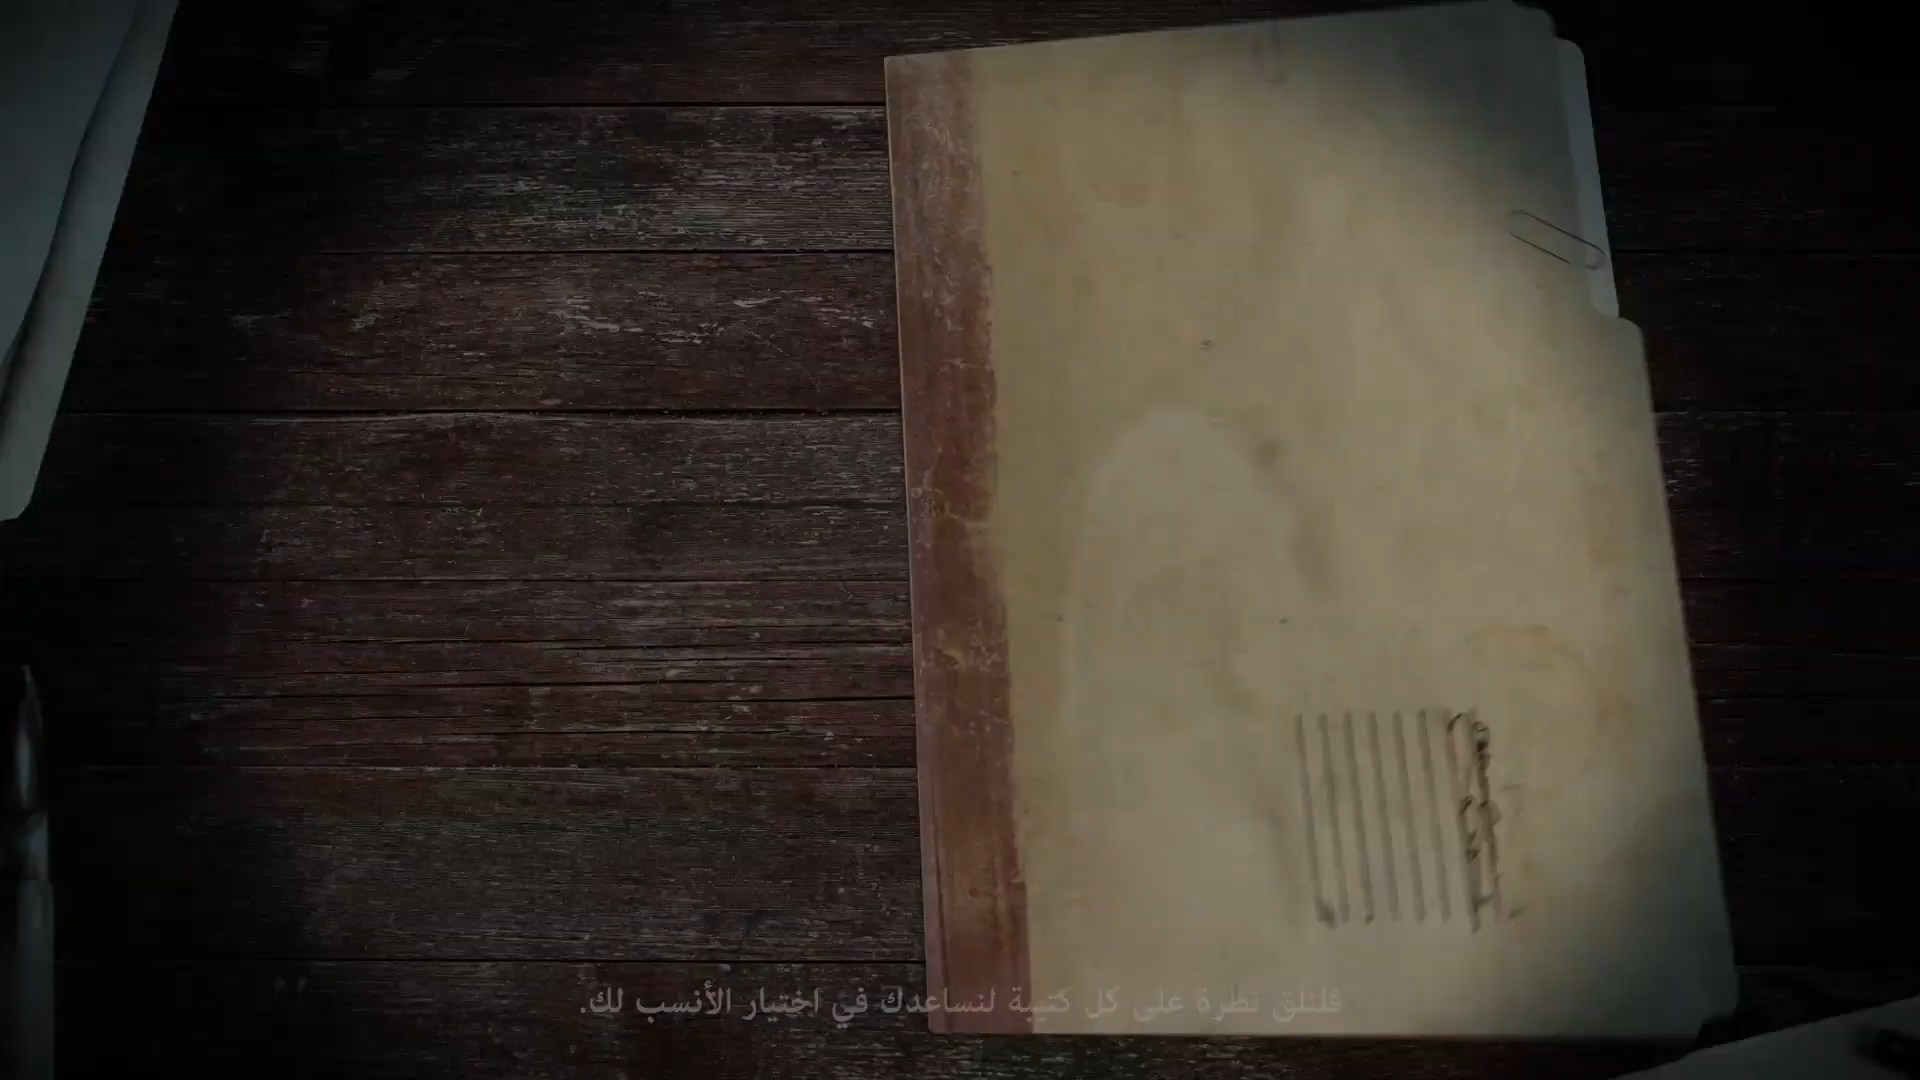 فلنلق نظرة على كل كتيبة لنساعدك في اختيار الأنسب لك.